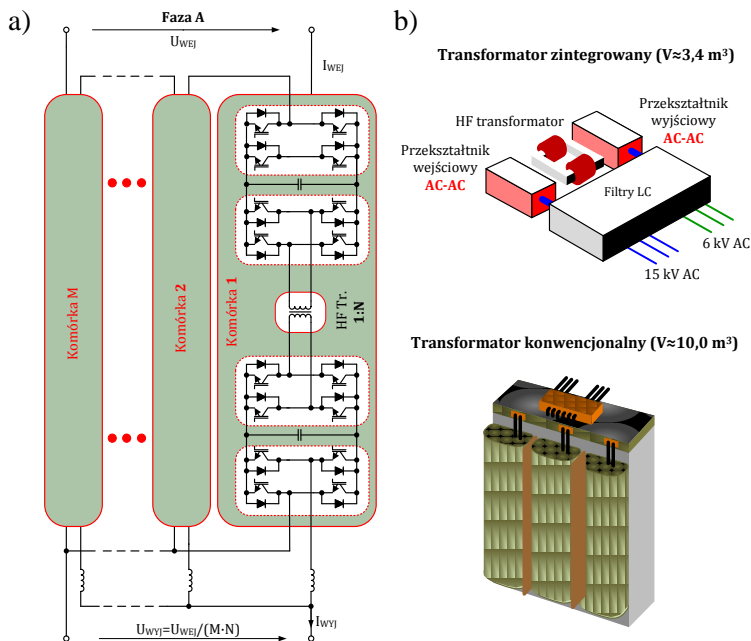 a)
Faza A
UWEJ
IWEJ
Komórka M
Komórka 2
Komórka 1
HF Tr.
1:N
UWYJ=UWEJ/(M·N)
IWYJ
b)
Transformator zintegrowany (V≈3,4 m³)
HF transformator
Przekształtnik
wyjściowy
AC-AC
Przekształtnik
wejściowy
AC-AC
Filtry LC
6 kV AC
15 kV AC
Transformator konwencjonalny (V≈10,0 m³)